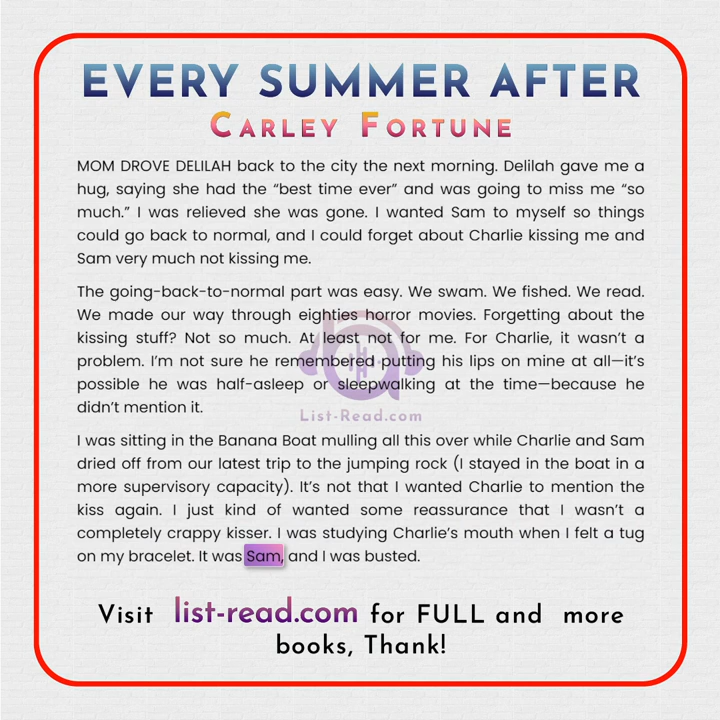 EVERY SUMMER AFTER
CARLEY FORTUNE
MOM DROVE DELILAH back to the city the next morning. Delilah gave me a
hug, saying she had the “best time ever” and was going to miss me “so
much.” I was relieved she was gone. I wanted Sam to myself so things
could go back to normal, and I could forget about Charlie kissing me and
Sam very much not kissing me.
The going-back-to-normal part was easy. We swam. We fished. We read.
We made our way through eighties horror movies. Forgetting about the
kissing stuff? Not so much. At least not for me. For Charlie, it wasn’t a
problem. I’m not sure he remembered putting his lips on mine at all—it’s
possible he was half-asleep or sleepwalking at the time—because he
didn’t mention it.
List-Read.com
I was sitting in the Banana Boat mulling all this over while Charlie and Sam
dried off from our latest trip to the jumping rock (I stayed in the boat in a
more supervisory capacity). It’s not that I wanted Charlie to mention the
kiss again. I just kind of wanted some reassurance that I wasn’t a
completely crappy kisser. I was studying Charlie’s mouth when I felt a tug
on my bracelet. It was Sam, and I was busted.
Visit list-read.com for FULL and more
books, Thank!